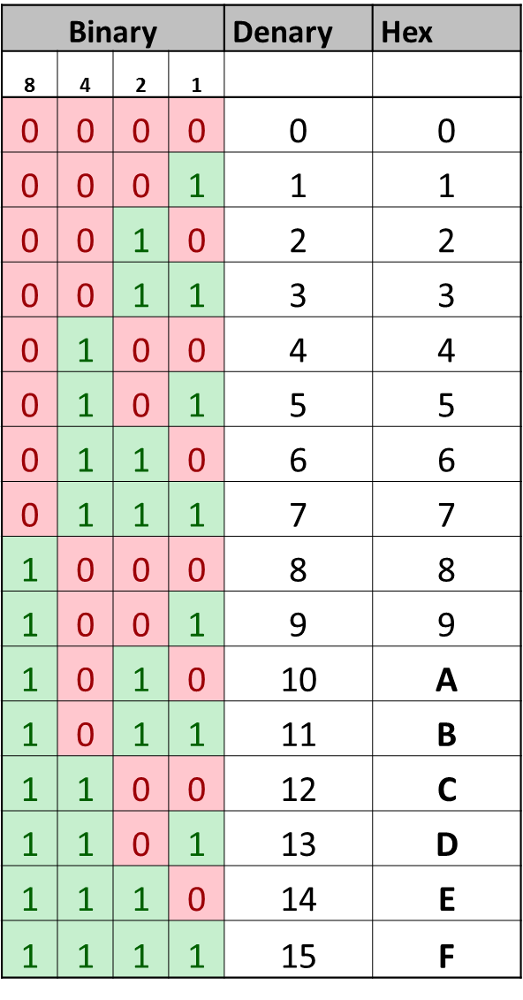 Binary Denary Hex
8 4 2 1
0 0 0 0 0 0
0 0 0 1 1 1
0 0 1 0 2 2
0 0 1 1 3 3
0 1 0 0 4 4
0 1 0 1 5 5
0 1 1 0 6 6
0 1 1 1 7 7
1 0 0 0 8 8
1 0 0 1 9 9
1 0 1 0 10 A
1 0 1 1 11 B
1 1 0 0 12 C
1 1 0 1 13 D
1 1 1 0 14 E
1 1 1 1 15 F